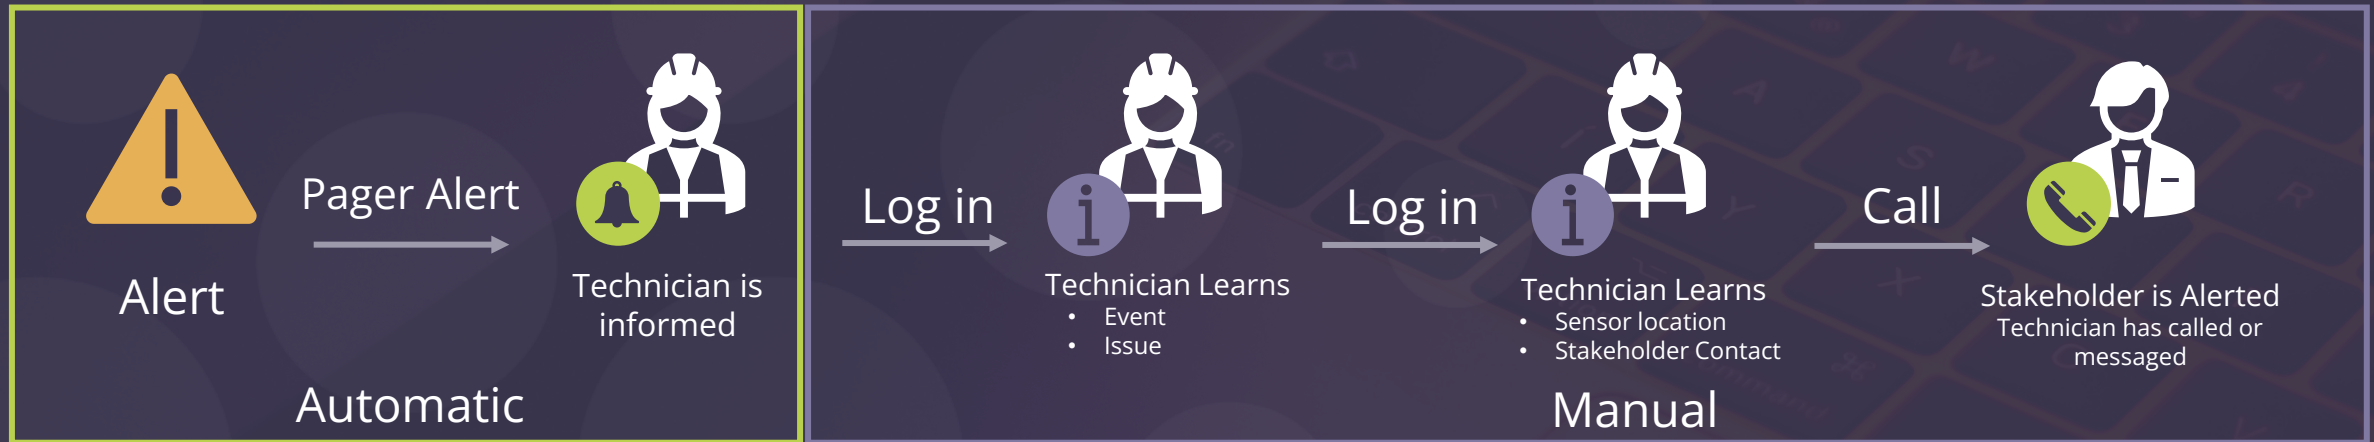 Alert
Pager Alert
Technician is
informed
Automatic
Log in
Technician Learns
• Event
• Issue
Log in
Technician Learns
• Sensor location
• Stakeholder Contact
Call
Stakeholder is Alerted
Technician has called or
messaged
Manual